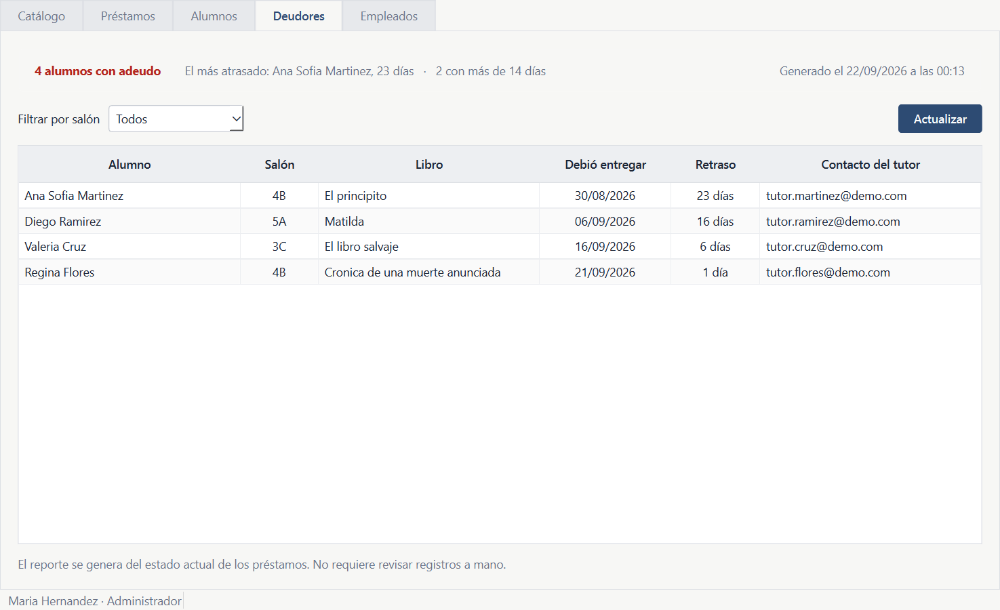 Catálogo Préstamos Alumnos Deudores Empleados
4 alumnos con adeudo El más atrasado: Ana Sofia Martinez, 23 días · 2 con más de 14 días Generado el 22/09/2026 a las 00:13
Filtrar por salón Todos Actualizar
Alumno Salón Libro Debió entregar Retraso Contacto del tutor
Ana Sofia Martinez 4B El principito 30/08/2026 23 días tutor.martinez@demo.com
Diego Ramirez 5A Matilda 06/09/2026 16 días tutor.ramirez@demo.com
Valeria Cruz 3C El libro salvaje 16/09/2026 6 días tutor.cruz@demo.com
Regina Flores 4B Cronica de una muerte anunciada 21/09/2026 1 día tutor.flores@demo.com
El reporte se genera del estado actual de los préstamos. No requiere revisar registros a mano.
Maria Hernandez · Administrador